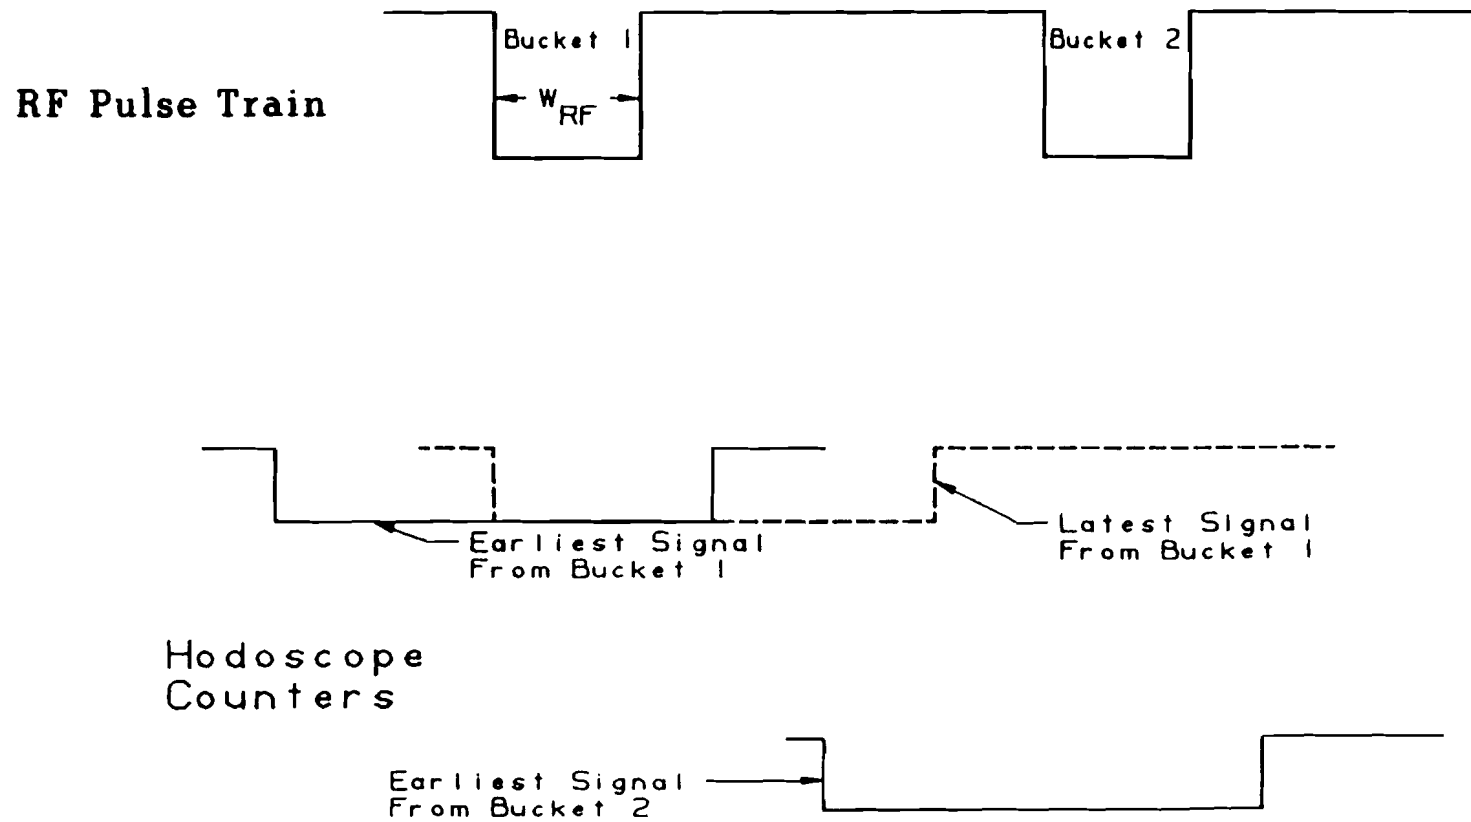 Bucket 1
Bucket 2
RF Pulse Train
W RF
Earliest Signal
From Bucket 1
Latest Signal
From Bucket 1
Hodoscope
Counters
Earliest Signal
From Bucket 2